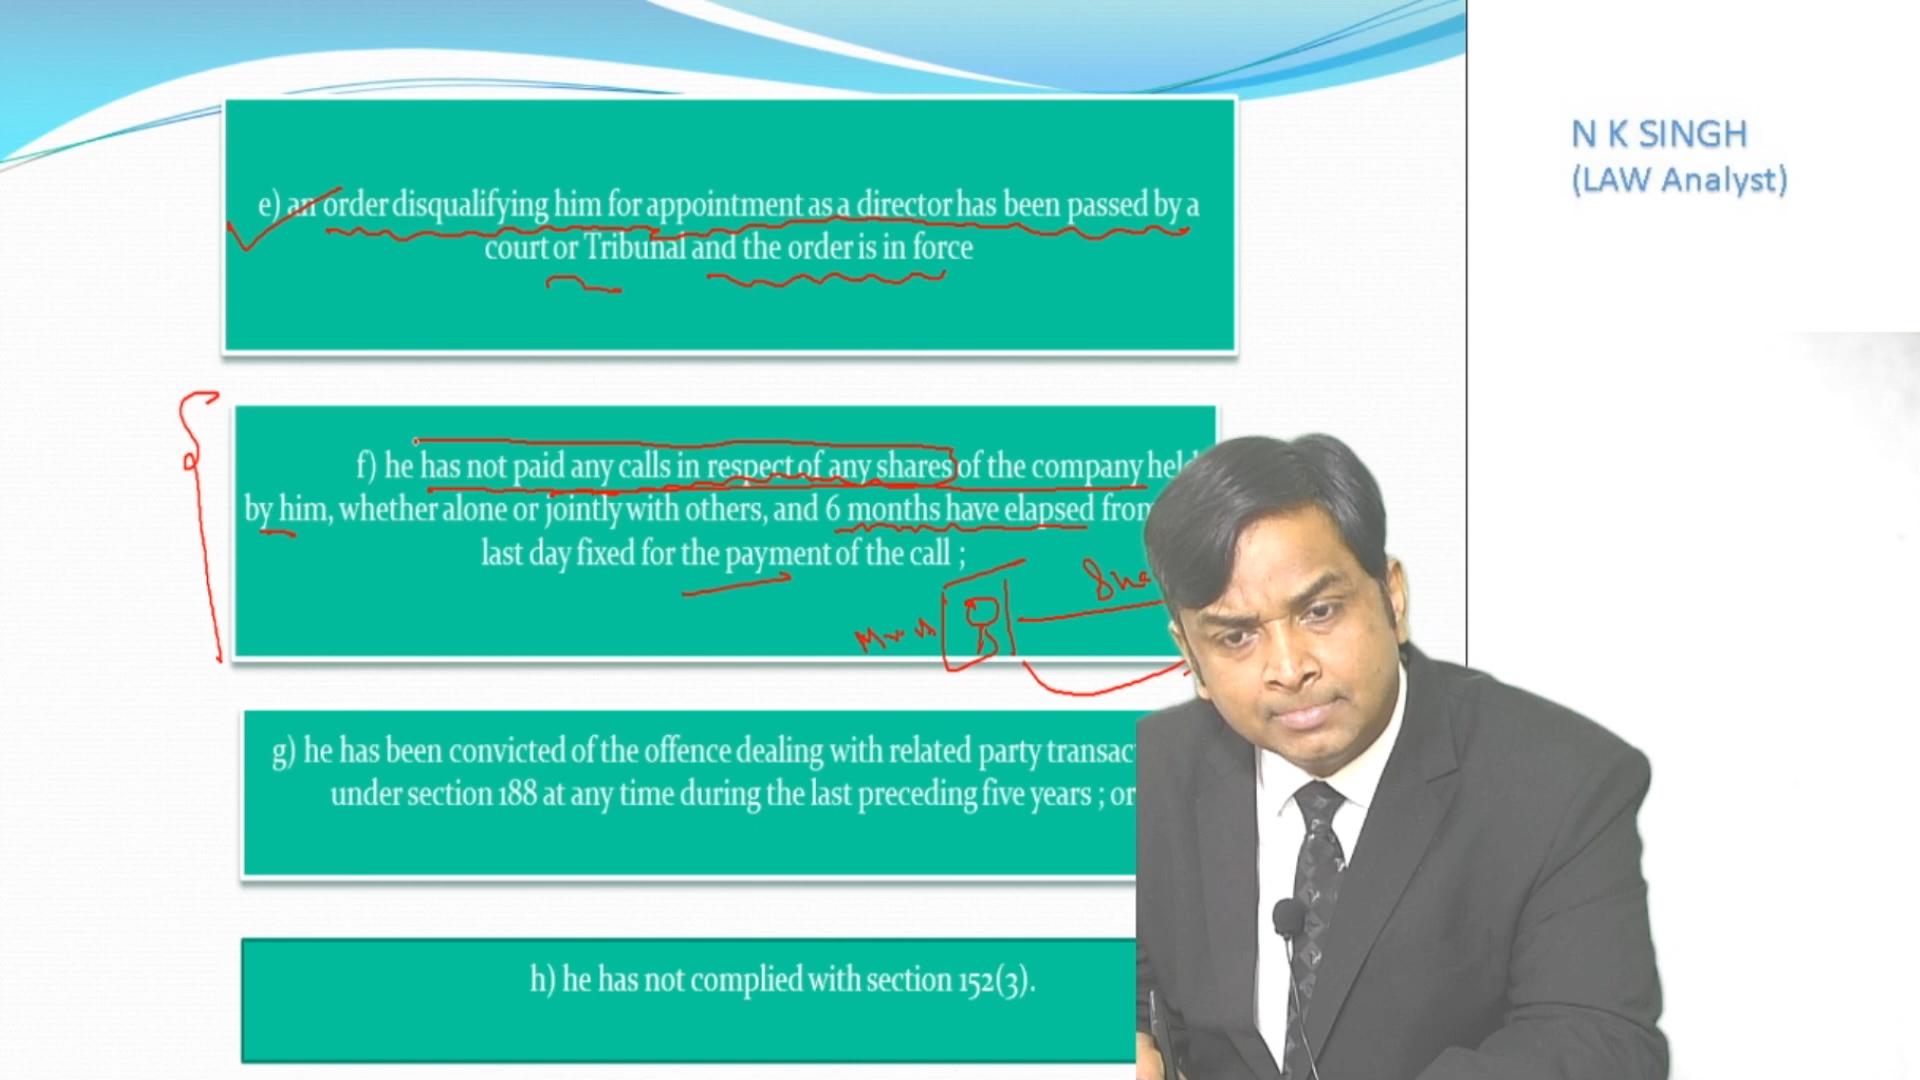 N K SINGH
(LAW Analyst)
e) an order disqualifying him for appointment as a director has been passed by a
court or Tribunal and the order is in force
f) he has not paid any calls in respect of any shares of the company
by him, whether alone or jointly with others, and 6 months have elapsed
last day fixed for the payment of the call ;
g) he has been convicted of the offence dealing with related party
under section 188 at any time during the last preceding five years ; or
h) he has not complied with section 152(3).